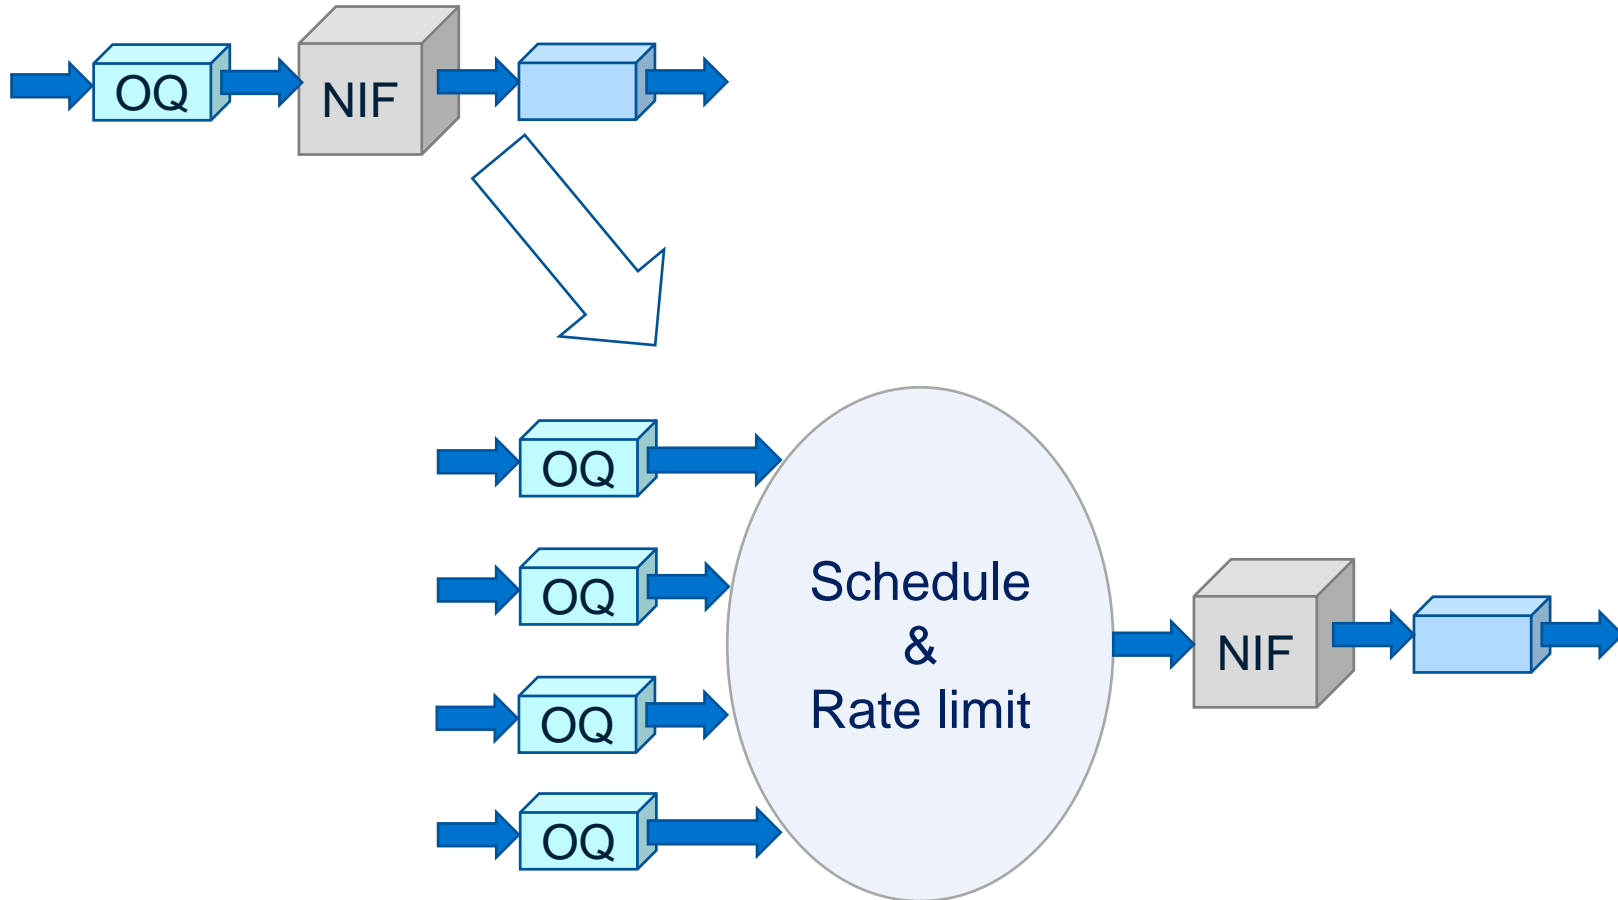 OQ
NIF
OQ
OQ
OQ
OQ
Schedule
&
Rate limit
NIF